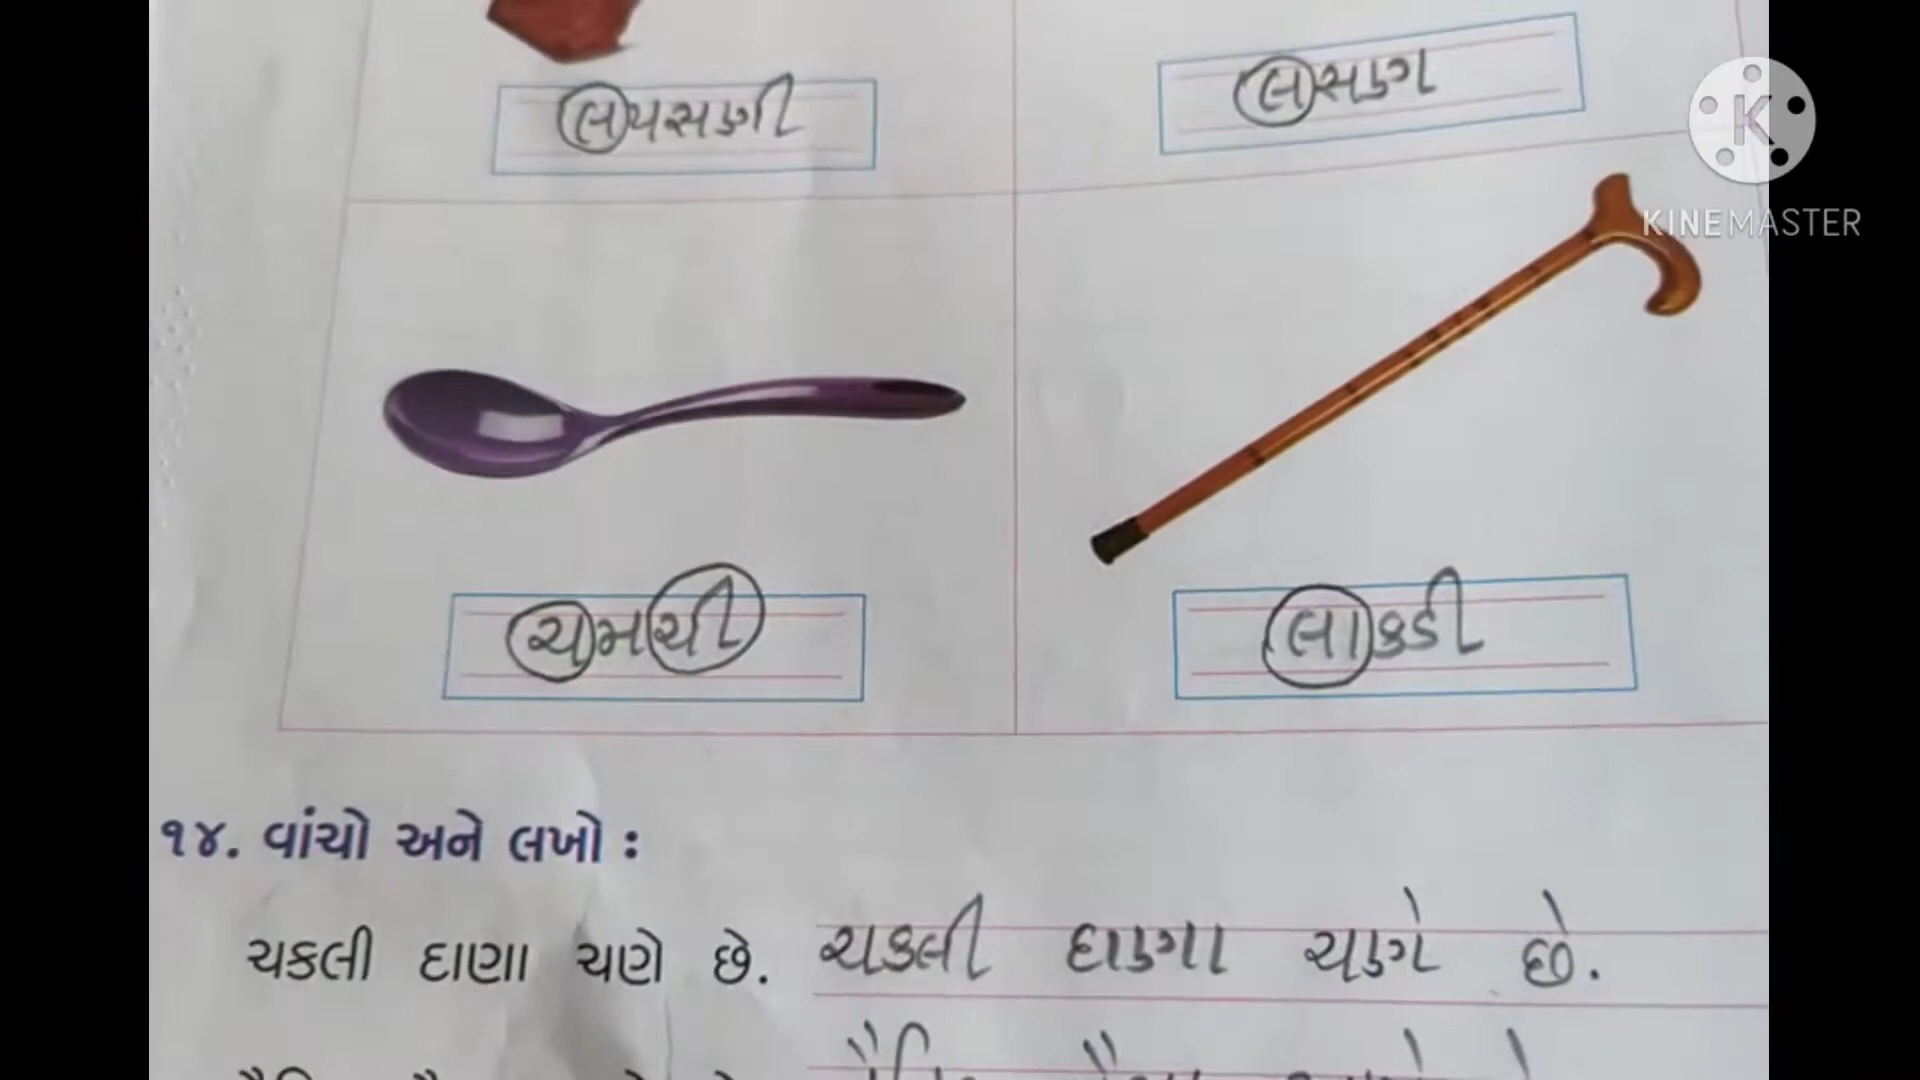 લપસણી
લસણ
K
KINEMASTER
ચમચી
લાકડી
૧૪. વાંચો અને લખો :
ચકલી દાણા ચણે છે. ચકલી દાણા ચણે છે.